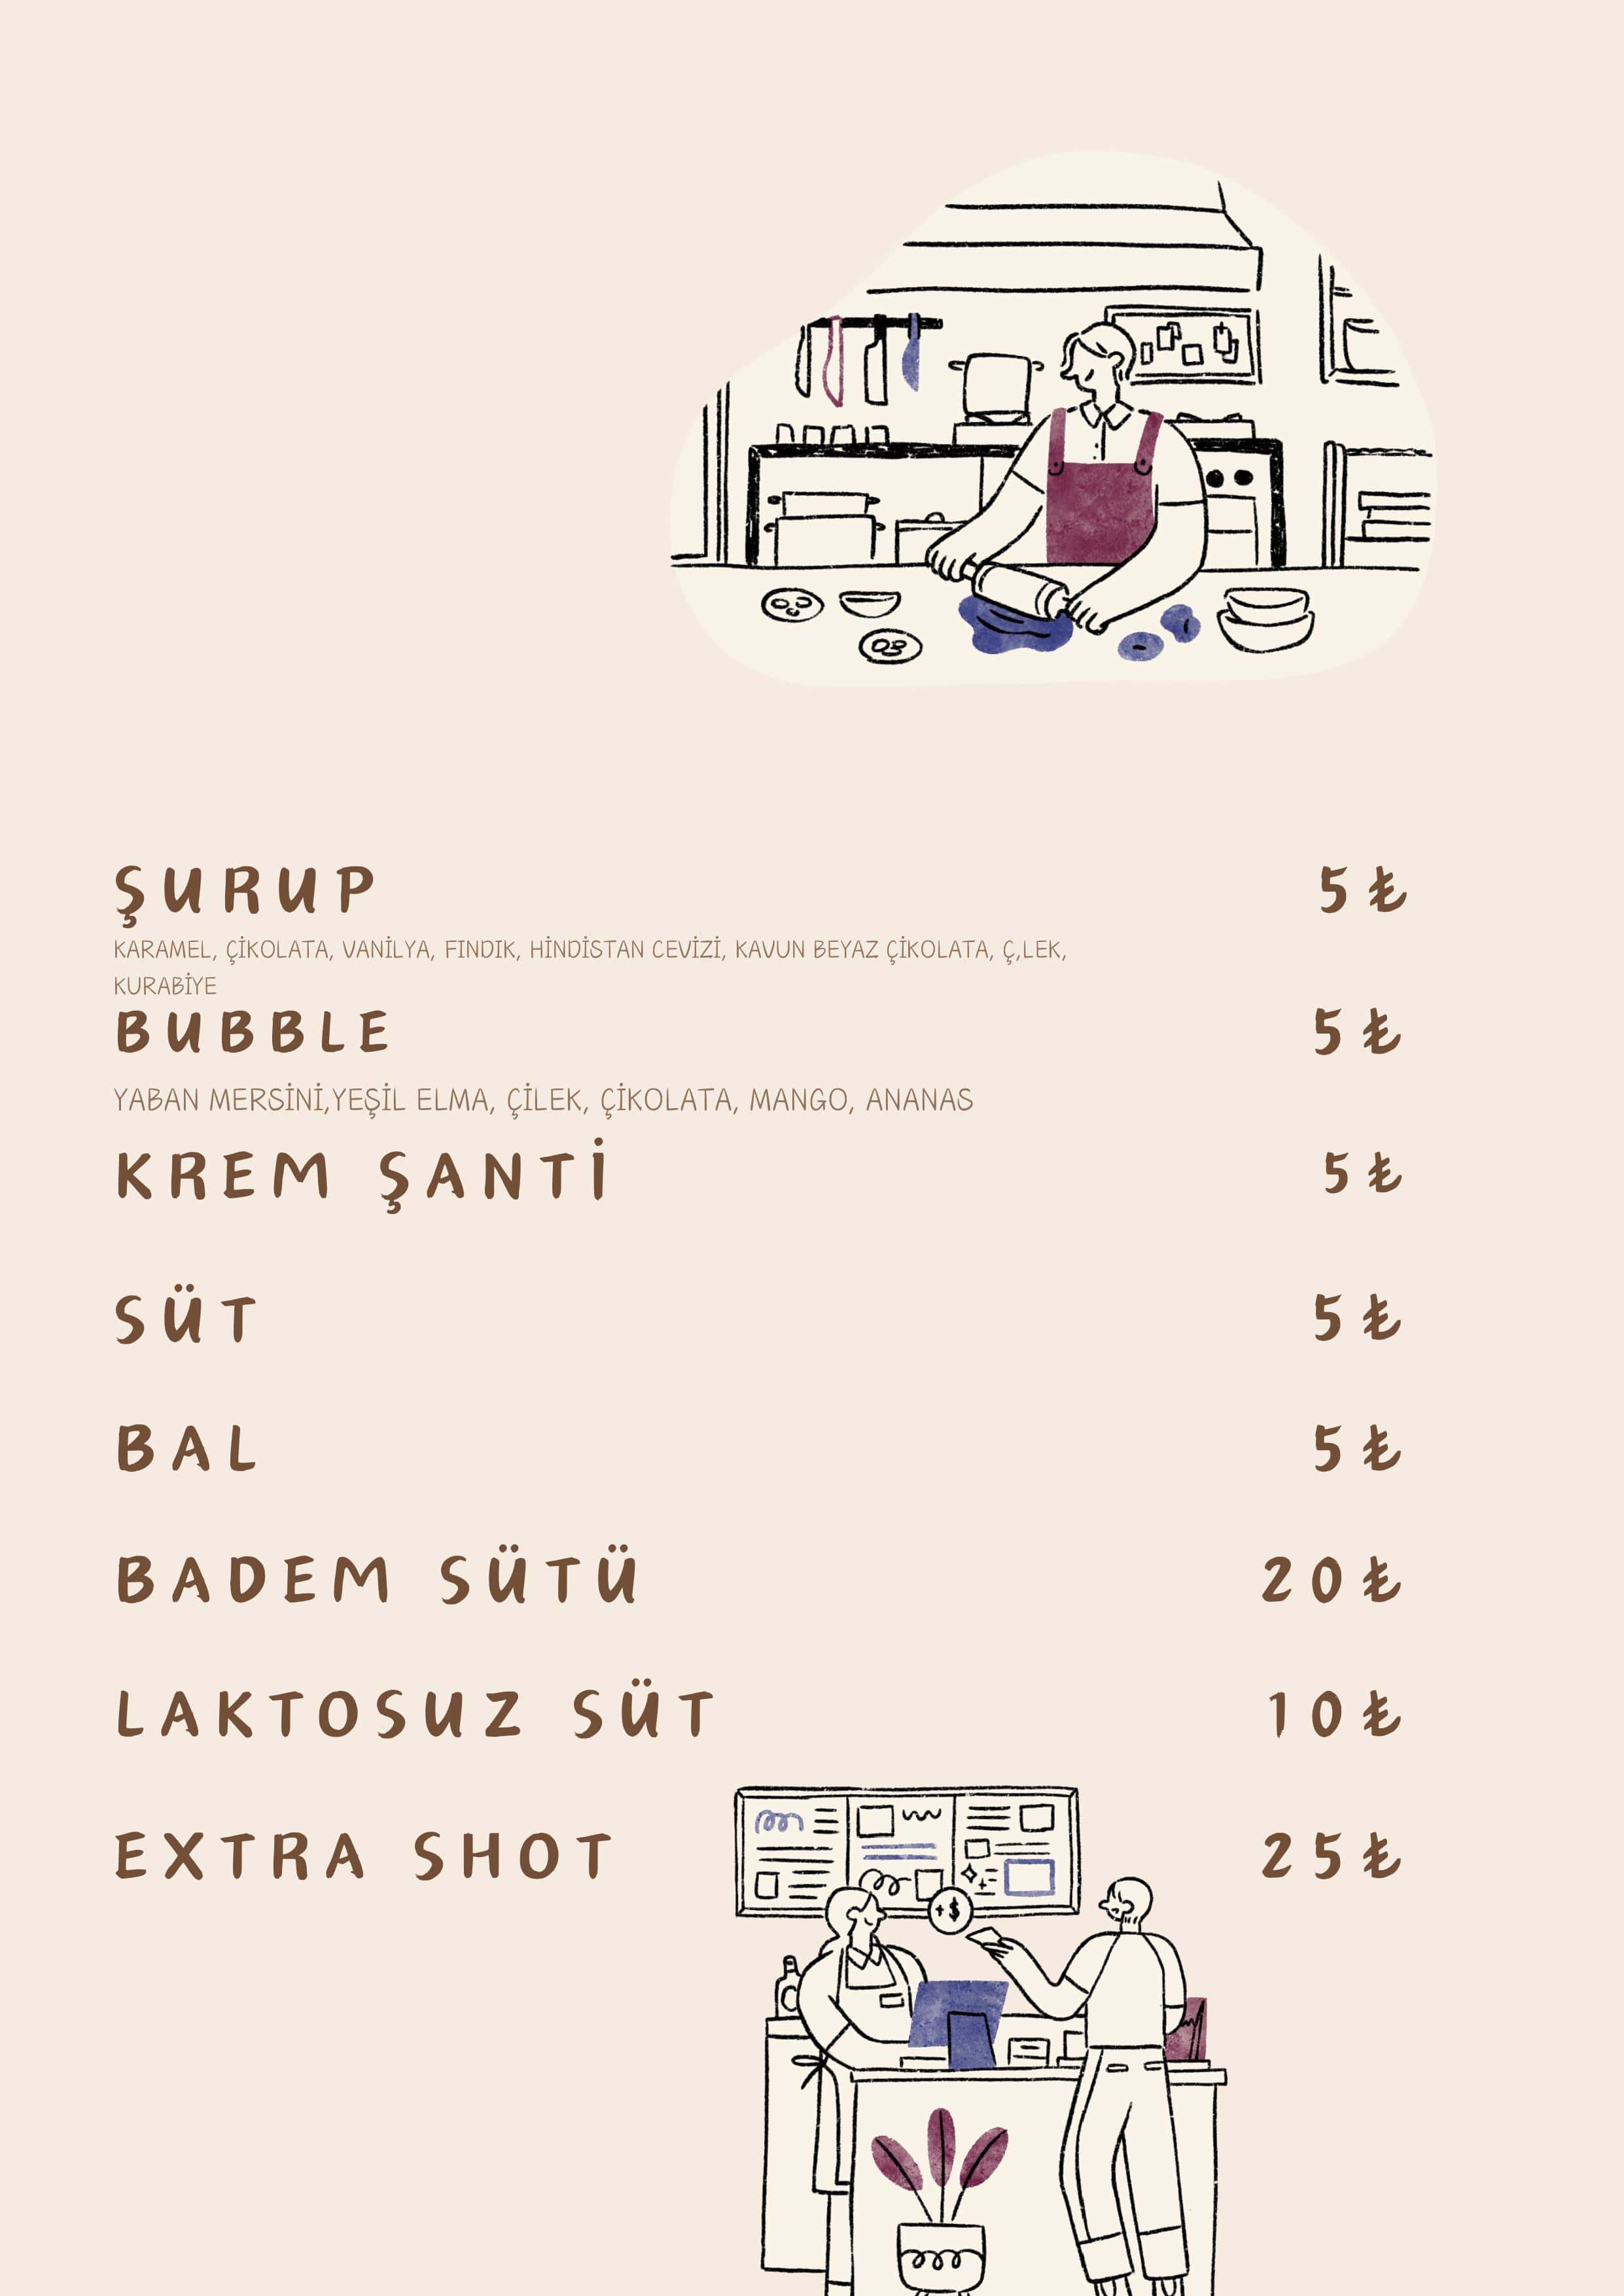 ŞURUP 5₺
KARAMEL, ÇİKOLATA, VANİLYA, FINDIK, HİNDİSTAN CEVİZİ, KAVUN BEYAZ ÇİKOLATA, Ç,LEK,
KURABİYE
BUBBLE 5₺
YABAN MERSİNİ,YEŞİL ELMA, ÇİLEK, ÇİKOLATA, MANGO, ANANAS
KREM ŞANTİ 5₺
SÜT 5₺
BAL 5₺
BADEM SÜTÜ 20₺
LAKTOSUZ SÜT 10₺
EXTRA SHOT 25₺
+$